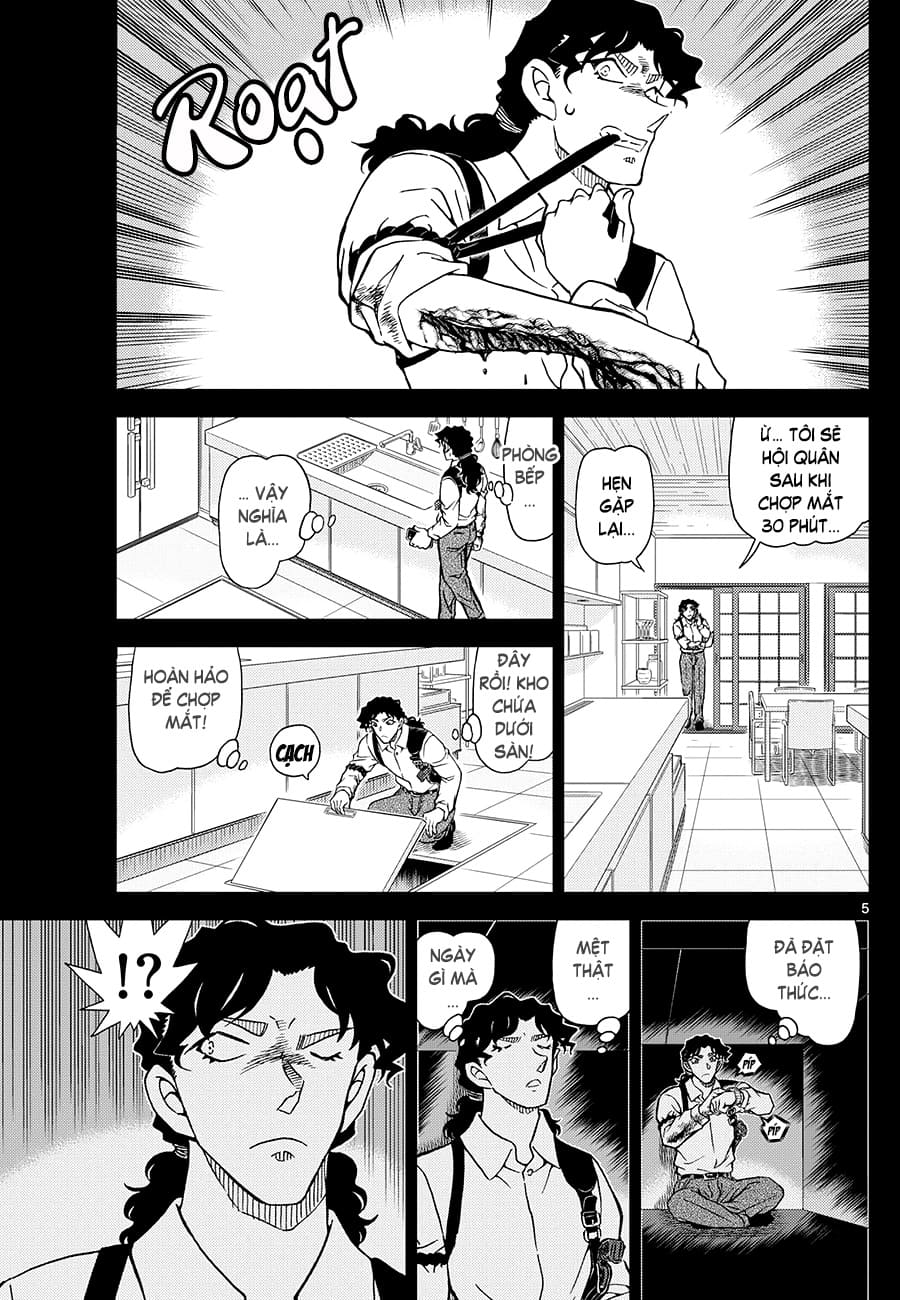 Roạt
Ừ... TÔI SẼ
HỘI QUÂN
SAU KHI
CHỢP MẮT
30 PHÚT...
HẸN
GẶP
LẠI...
PHÒNG
BẾP
...
... VẬY
NGHĨA
LÀ...
ĐÂY
RỒI! KHO
CHỨA
DƯỚI
SÀN!
CẠCH
HOÀN HẢO
ĐỂ CHỢP
MẮT!
5
ĐÃ ĐẶT
BÁO
THỨC...
PÍP
PÍP
MỆT
THẬT
...
NGÀY
GÌ MÀ
...
!?